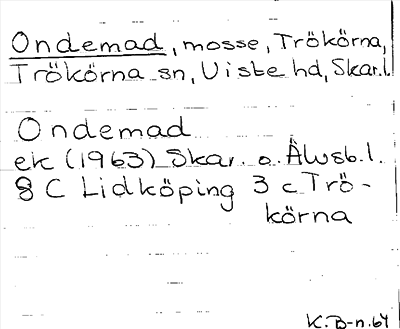 Ondemad, mosse, Trökörna,
Trökörna sn, Viste hd, Skar.l.
Ondemad
ek (1963) Skar. o. Älvsb.l.
8 C Lidköping 3 c Trö-
körna
K.B-n.64